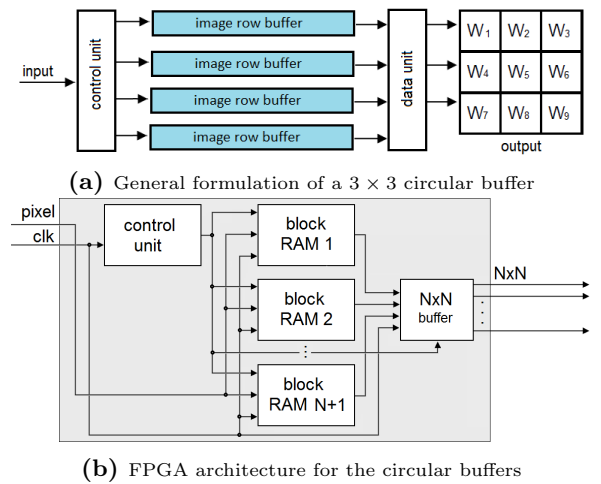 input
control unit
image row buffer
image row buffer
image row buffer
image row buffer
data unit
W1 W2 W3
W4 W5 W6
W7 W8 W9
output
(a) General formulation of a 3 × 3 circular buffer
pixel
clk
control
unit
block
RAM 1
block
RAM 2
...
block
RAM N+1
NxN
buffer
NxN
(b) FPGA architecture for the circular buffers